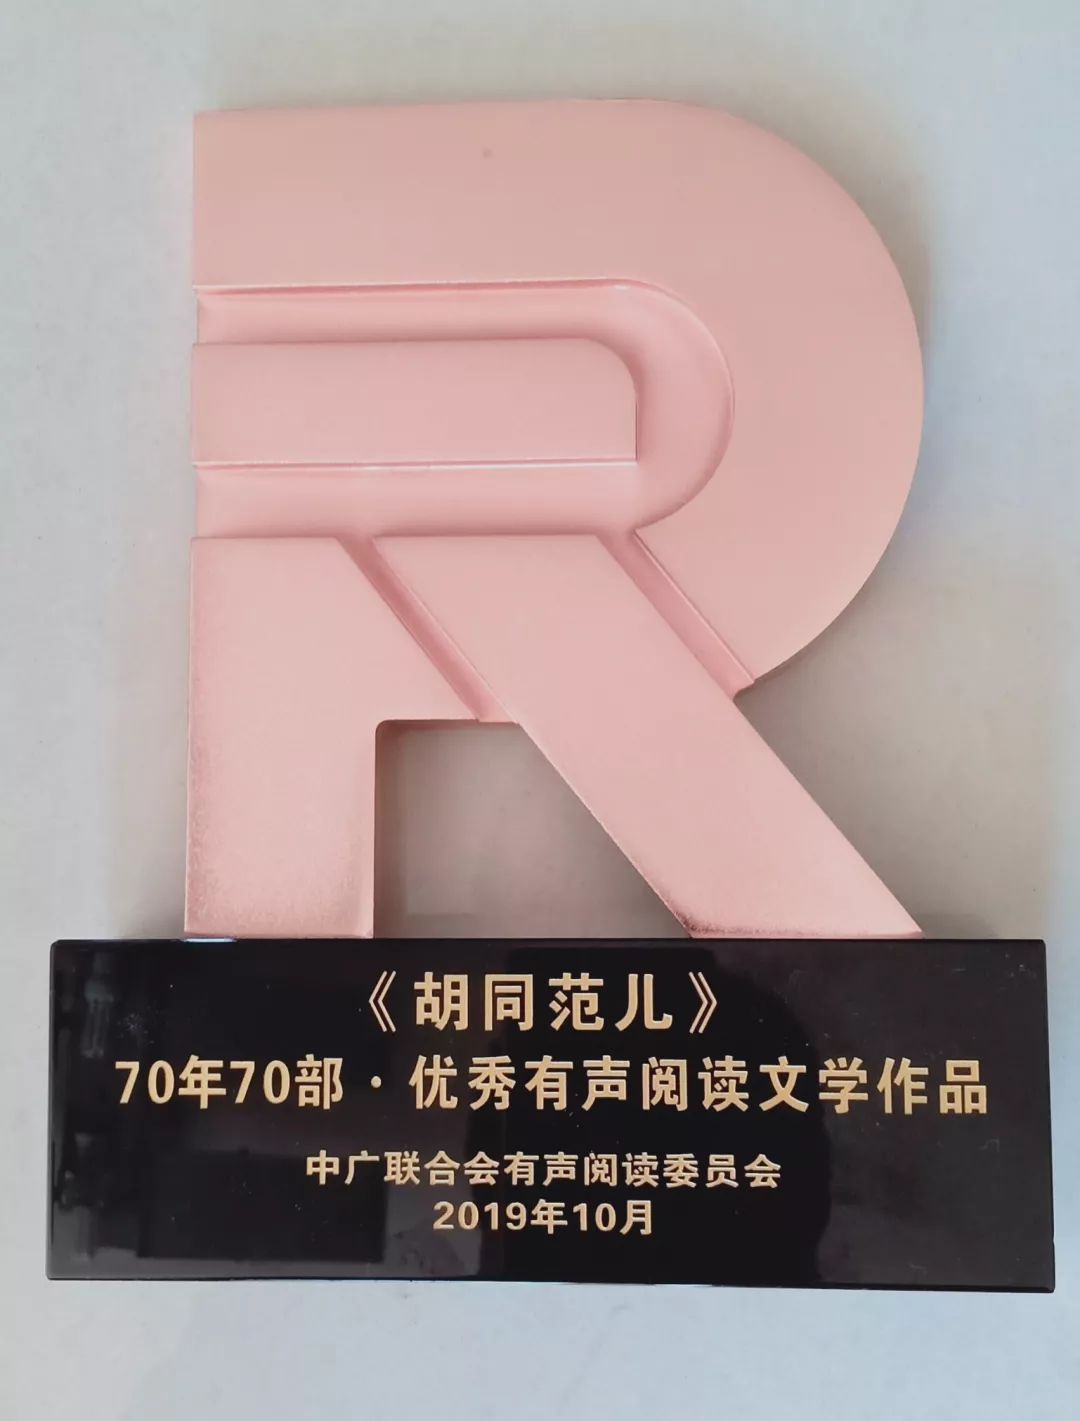 《胡同范儿》
70年70部·优秀有声阅读文学作品
中广联合会有声阅读委员会
2019年10月